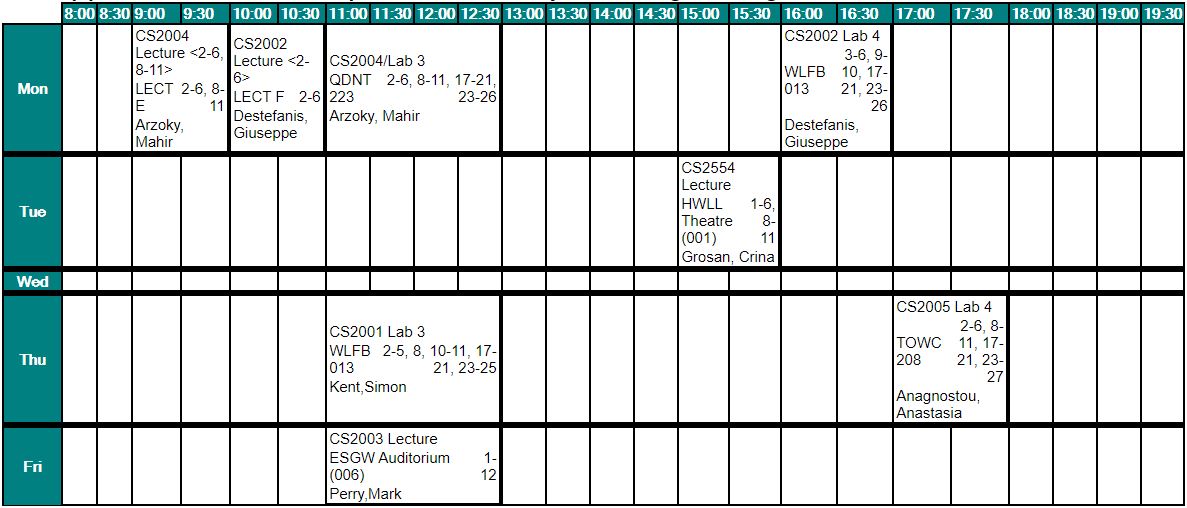 8:00 8:30 9:00 9:30 10:00 10:30 11:00 11:30 12:00 12:30 13:00 13:30 14:00 14:30 15:00 15:30 16:00 16:30 17:00 17:30 18:00 18:30 19:00 19:30
Mon
CS2004
Lecture <2-6,
8-11>
LECT 2-6, 8-
E 11
Arzoky,
Mahir
CS2002
Lecture <2-
6>
LECT F 2-6
Destefanis,
Giuseppe
CS2004/Lab 3
QDNT 2-6, 8-11, 17-21,
223 23-26
Arzoky, Mahir
CS2002 Lab 4
3-6, 9-
WLFB 10, 17-
013 21, 23-
26
Destefanis,
Giuseppe
Tue
CS2554
Lecture
HWLL 1-6,
Theatre 8-
(001) 11
Grosan, Crina
Wed
Thu
CS2001 Lab 3
WLFB 2-5, 8, 10-11, 17-
013 21, 23-25
Kent,Simon
CS2005 Lab 4
2-6, 8-
TOWC 11, 17-
208 21, 23-
27
Anagnostou,
Anastasia
Fri
CS2003 Lecture
ESGW Auditorium 1-
(006) 12
Perry,Mark